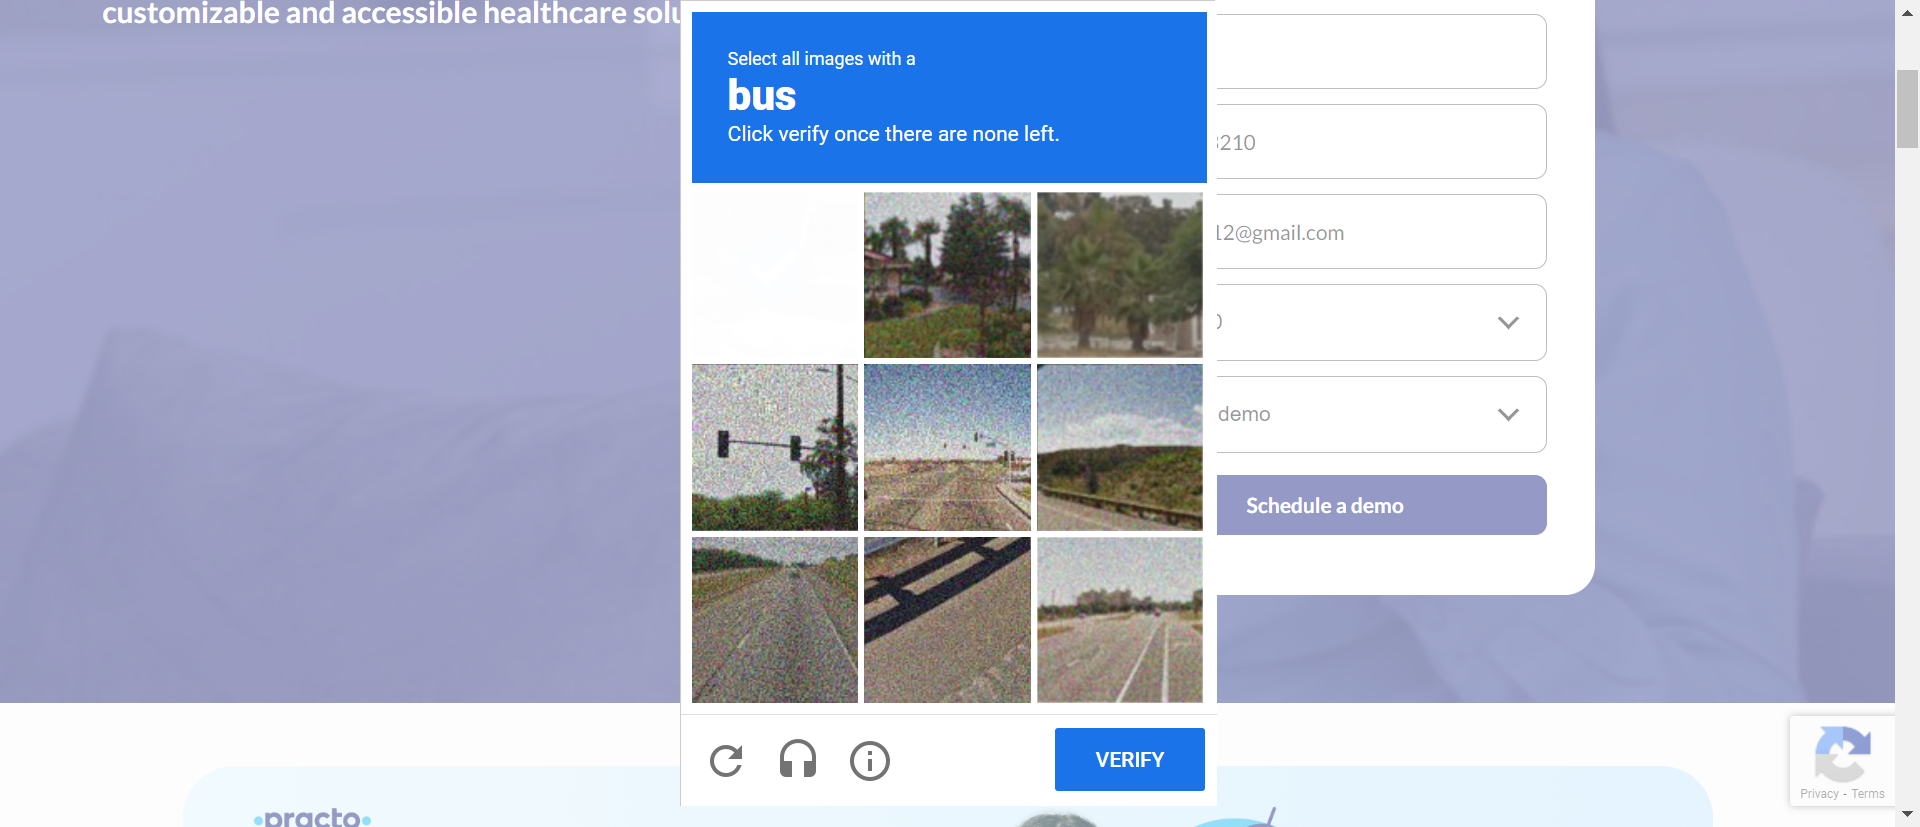 customizable and accessible healthcare solu
Select all images with a
bus
Click verify once there are none left.
3210
12@gmail.com
demo
Schedule a demo
VERIFY
Privacy - Terms
•practo•